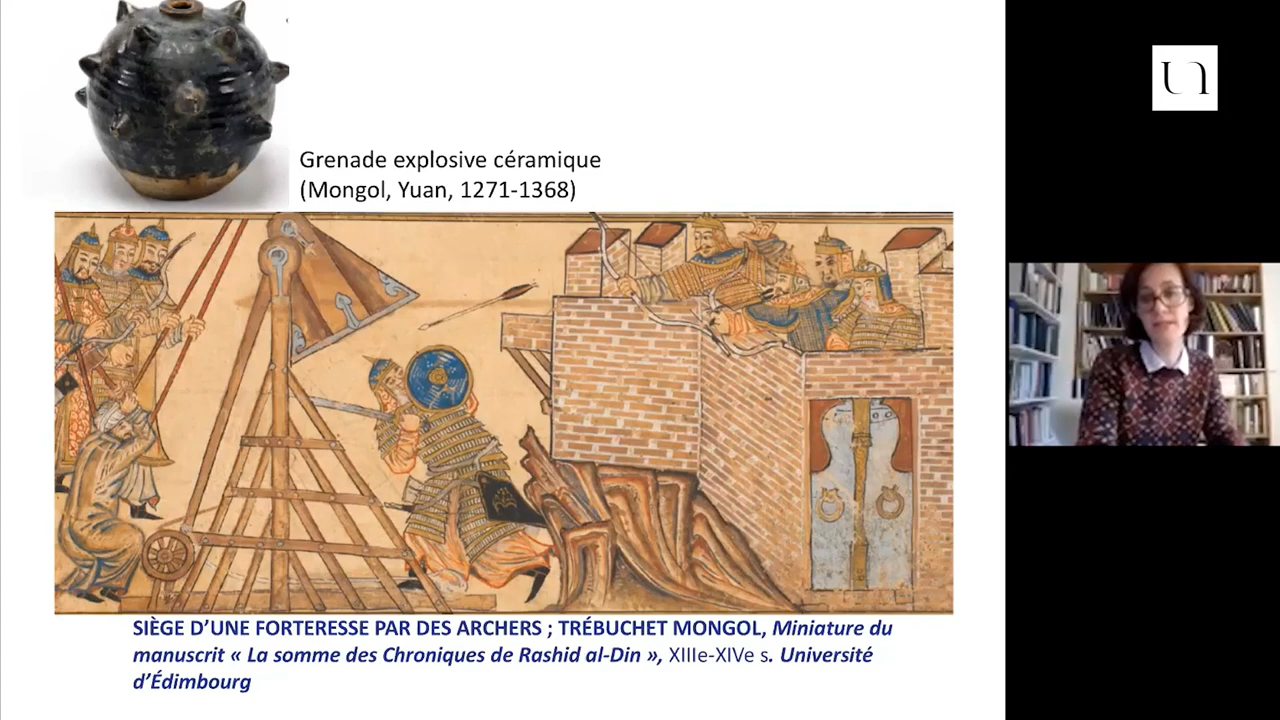 Grenade explosive céramique
(Mongol, Yuan, 1271-1368)
SIÈGE D’UNE FORTERESSE PAR DES ARCHERS ; TRÉBUCHET MONGOL, Miniature du
manuscrit « La somme des Chroniques de Rashid al-Din », XIIIe-XIVe s. Université
d’Édimbourg